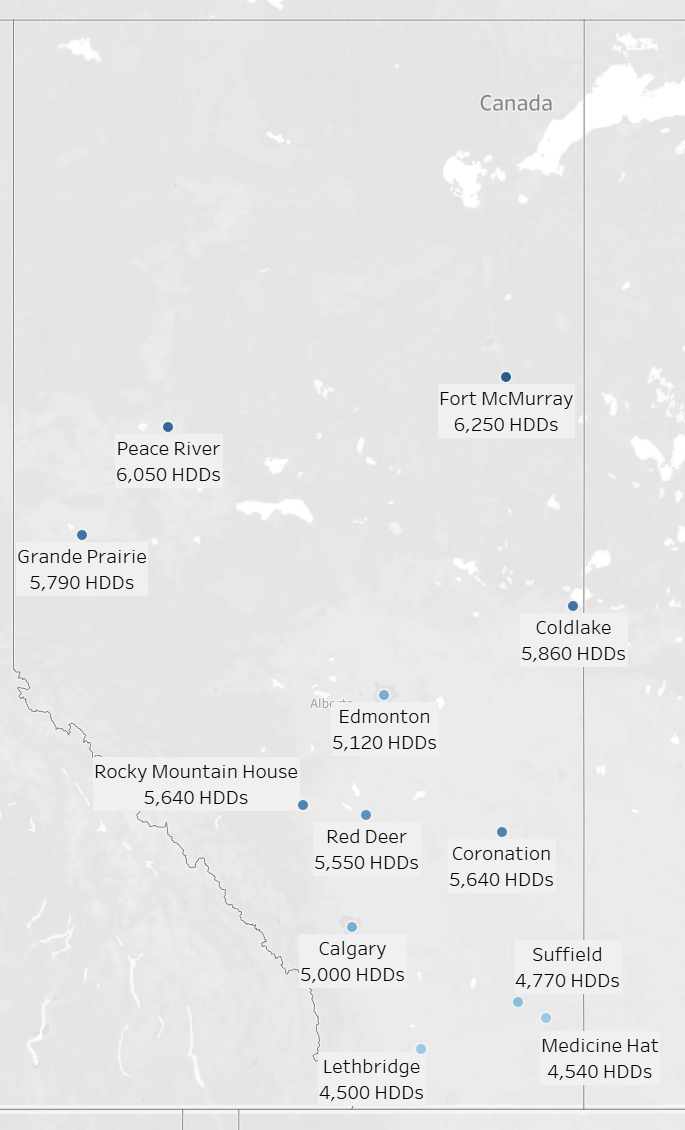 Canada
Fort McMurray
6,250 HDDs
Peace River
6,050 HDDs
Grande Prairie
5,790 HDDs
Coldlake
5,860 HDDs
Edmonton
5,120 HDDs
Rocky Mountain House
5,640 HDDs
Red Deer
5,550 HDDs
Coronation
5,640 HDDs
Calgary
5,000 HDDs
Suffield
4,770 HDDs
Medicine Hat
4,540 HDDs
Lethbridge
4,500 HDDs